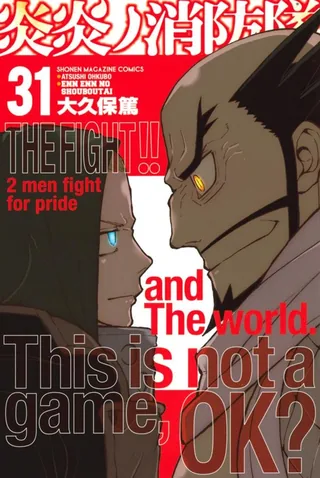 炎炎ノ消防隊
SHONEN MAGAZINE COMICS
31
●ATSUSHI OHKUBO
●ENN ENN NO
SHOUBOUTAI
大久保篤
THE FIGHT!!
2 men fight
for pride
and
The world.
This is not a
game, OK?